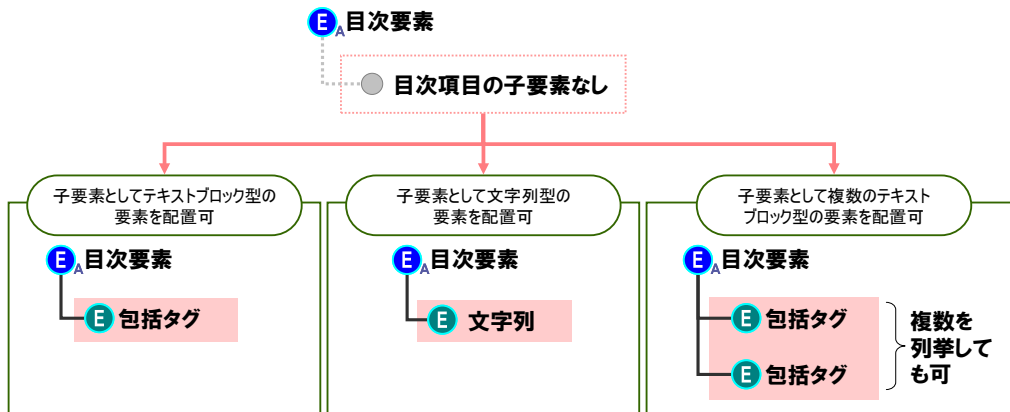 E A 目次要素
目次項目の子要素なし
子要素としてテキストブロック型の
要素を配置可
E A 目次要素
E 包括タグ
子要素として文字列型の
要素を配置可
E A 目次要素
E 文字列
子要素として複数のテキスト
ブロック型の要素を配置可
E A 目次要素
E 包括タグ
E 包括タグ
複数を
列挙して
も可